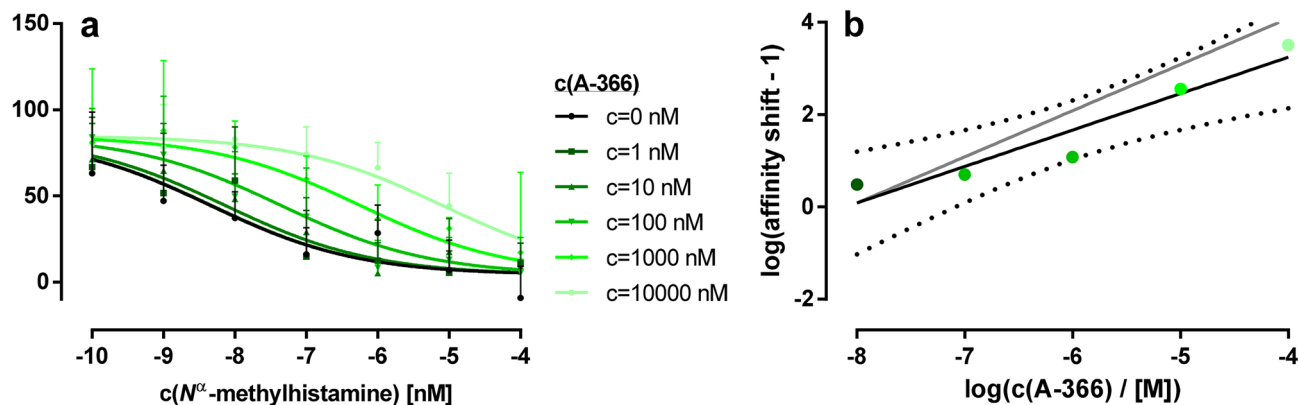 a
150
100
50
0
-10 -9 -8 -7 -6 -5 -4
c(Nα-methylhistamine) [nM]
c(A-366)
c=0 nM
c=1 nM
c=10 nM
c=100 nM
c=1000 nM
c=10000 nM
b
log(affinity shift - 1)
4
2
0
-2
-8 -7 -6 -5 -4
log(c(A-366) / [M])